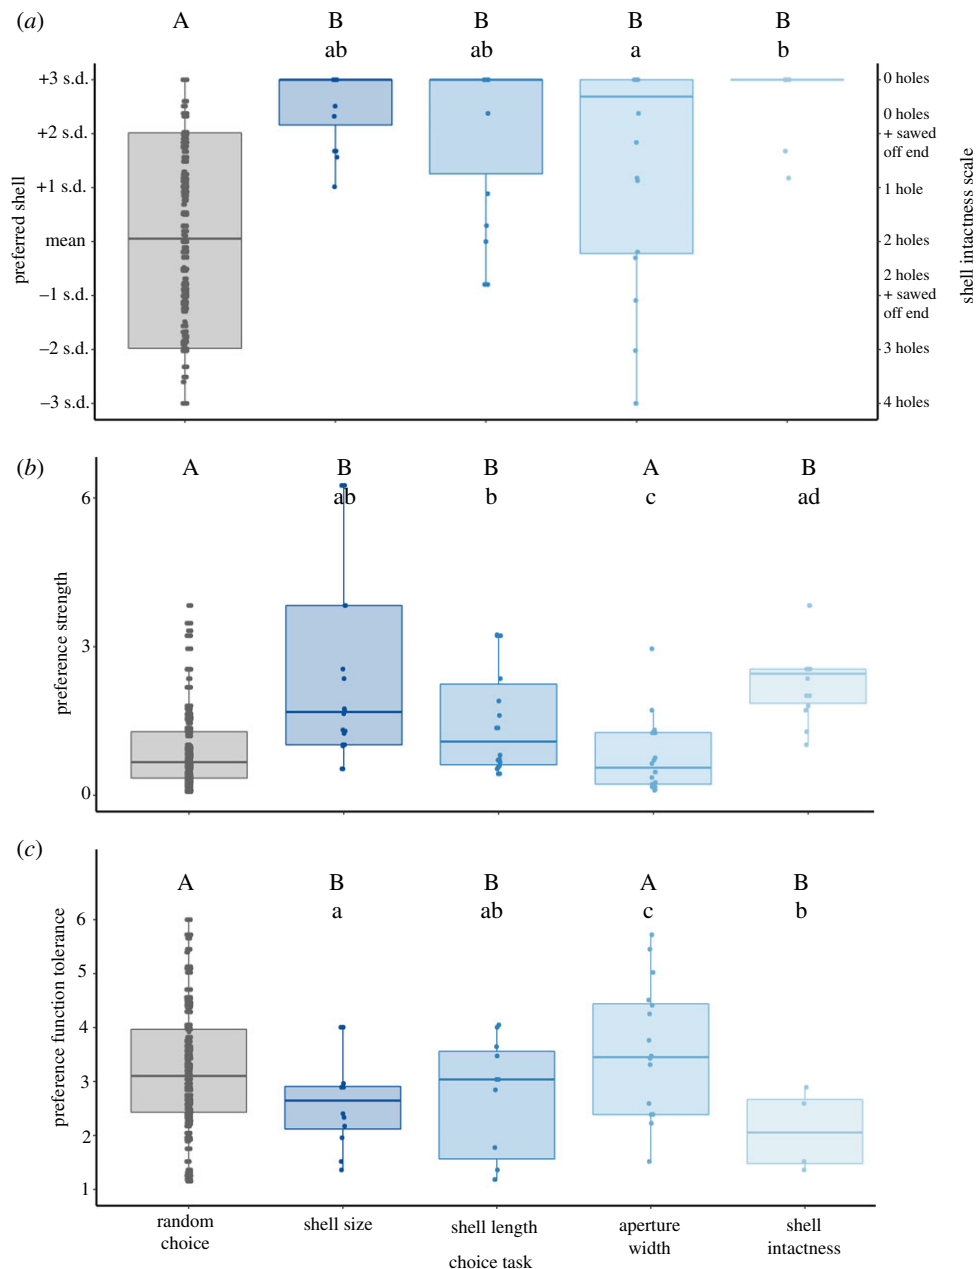 (a)
A B B B B
ab ab a b
+3 s.d.
+2 s.d.
+1 s.d.
mean
–1 s.d.
–2 s.d.
–3 s.d.
preferred shell
0 holes
0 holes
+ sawed
off end
1 hole
2 holes
2 holes
+ sawed
off end
3 holes
4 holes
shell intactness scale
(b)
A B B A B
ab b c ad
6
3
0
preference strength
(c)
A B B A B
a ab c b
6
5
4
3
2
1
preference function tolerance
random
choice
shell size
shell length
aperture
width
shell
intactness
choice task